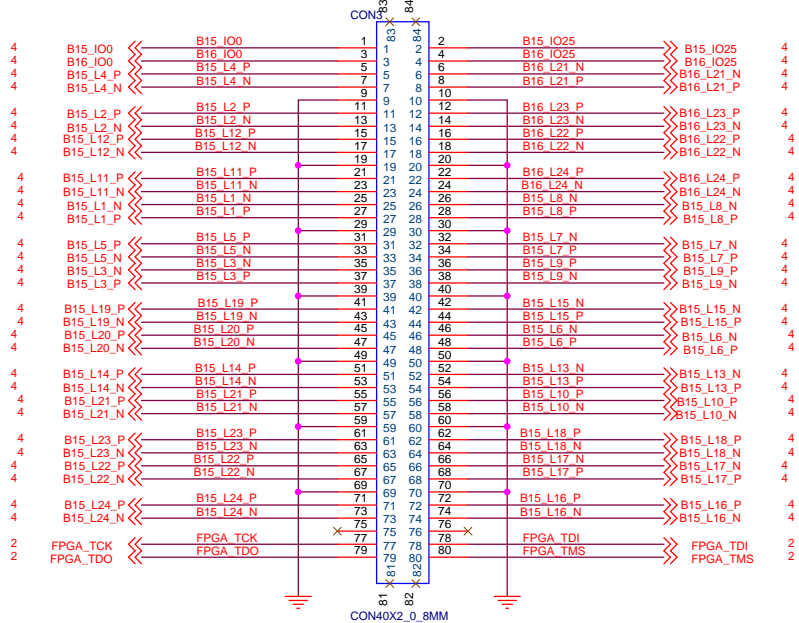 83 84
CON3
83 84
4 B15_IO0 B15_IO0 1 1 2 2 B15_IO25 B15_IO25 4
4 B16_IO0 B16_IO0 3 3 4 4 B16_IO25 B16_IO25 4
4 B15_L4_P B15_L4_P 5 5 6 6 B16_L21_N B16_L21_N 4
4 B15_L4_N B15_L4_N 7 7 8 8 B16_L21_P B16_L21_P 4
9 9 10 10
4 B15_L2_P B15_L2_P 11 11 12 12 B16_L23_P B16_L23_P 4
4 B15_L2_N B15_L2_N 13 13 14 14 B16_L23_N B16_L23_N 4
4 B15_L12_P B15_L12_P 15 15 16 16 B16_L22_P B16_L22_P 4
4 B15_L12_N B15_L12_N 17 17 18 18 B16_L22_N B16_L22_N 4
19 19 20 20
4 B15_L11_P B15_L11_P 21 21 22 22 B16_L24_P B16_L24_P 4
4 B15_L11_N B15_L11_N 23 23 24 24 B16_L24_N B16_L24_N 4
4 B15_L1_N B15_L1_N 25 25 26 26 B15_L8_N B15_L8_N 4
4 B15_L1_P B15_L1_P 27 27 28 28 B15_L8_P B15_L8_P 4
29 29 30 30
4 B15_L5_P B15_L5_P 31 31 32 32 B15_L7_N B15_L7_N 4
4 B15_L5_N B15_L5_N 33 33 34 34 B15_L7_P B15_L7_P 4
4 B15_L3_N B15_L3_N 35 35 36 36 B15_L9_P B15_L9_P 4
4 B15_L3_P B15_L3_P 37 37 38 38 B15_L9_N B15_L9_N 4
39 39 40 40
4 B15_L19_P B15_L19_P 41 41 42 42 B15_L15_N B15_L15_N 4
4 B15_L19_N B15_L19_N 43 43 44 44 B15_L15_P B15_L15_P 4
4 B15_L20_P B15_L20_P 45 45 46 46 B15_L6_N B15_L6_N 4
4 B15_L20_N B15_L20_N 47 47 48 48 B15_L6_P B15_L6_P 4
49 49 50 50
4 B15_L14_P B15_L14_P 51 51 52 52 B15_L13_N B15_L13_N 4
4 B15_L14_N B15_L14_N 53 53 54 54 B15_L13_P B15_L13_P 4
4 B15_L21_P B15_L21_P 55 55 56 56 B15_L10_P B15_L10_P 4
4 B15_L21_N B15_L21_N 57 57 58 58 B15_L10_N B15_L10_N 4
59 59 60 60
4 B15_L23_P B15_L23_P 61 61 62 62 B15_L18_P B15_L18_P 4
4 B15_L23_N B15_L23_N 63 63 64 64 B15_L18_N B15_L18_N 4
4 B15_L22_P B15_L22_P 65 65 66 66 B15_L17_N B15_L17_N 4
4 B15_L22_N B15_L22_N 67 67 68 68 B15_L17_P B15_L17_P 4
69 69 70 70
4 B15_L24_P B15_L24_P 71 71 72 72 B15_L16_P B15_L16_P 4
4 B15_L24_N B15_L24_N 73 73 74 74 B15_L16_N B15_L16_N 4
75 75 76 76
2 FPGA_TCK FPGA_TCK 77 77 78 78 FPGA_TDI FPGA_TDI 2
2 FPGA_TDO FPGA_TDO 79 79 80 80 FPGA_TMS FPGA_TMS 2
81 82
81 82
CON40X2_0_8MM